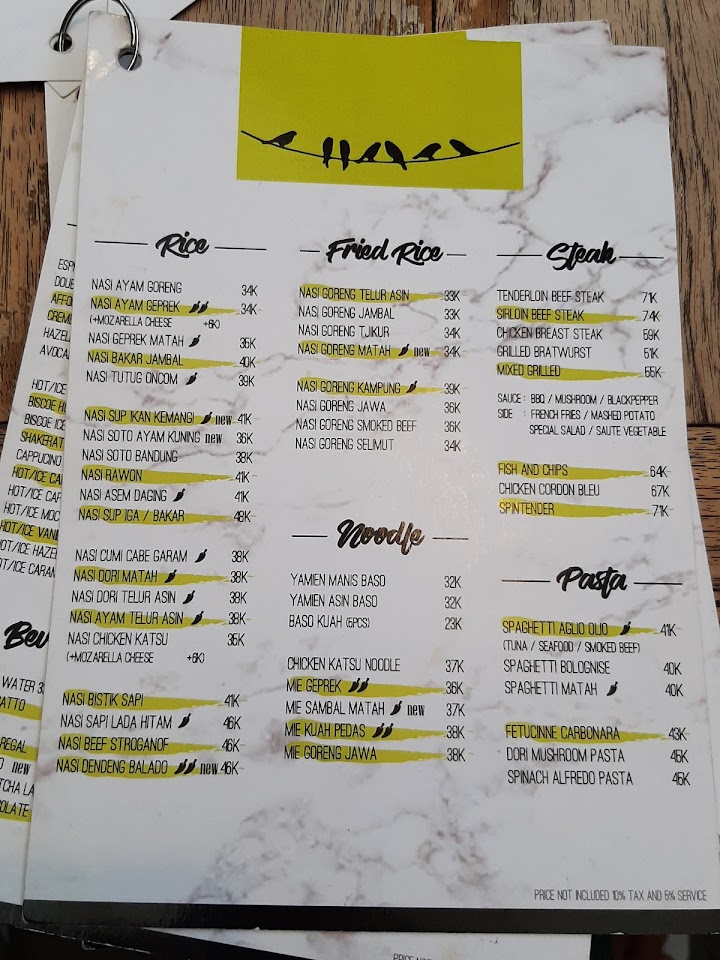 Rice
NASI AYAM GORENG 34K
NASI AYAM GEPREK 34K
(+MOZARELLA CHEESE +6K)
NASI GEPREK MATAH 35K
NASI BAKAR JAMBAL 40K
NASI TUTUG ONCOM 39K
NASI SUP IKAN KEMANGI new 41K
NASI SOTO AYAM KUNING new 36K
NASI SOTO BANDUNG 38K
NASI RAWON 41K
NASI ASEM DAGING 41K
NASI SUP IGA / BAKAR 48K
NASI CUMI CABE GARAM 38K
NASI DORI MATAH 38K
NASI DORI TELUR ASIN 38K
NASI AYAM TELUR ASIN 38K
NASI CHICKEN KATSU 36K
(+MOZARELLA CHEESE +6K)
NASI BISTIK SAPI 41K
NASI SAPI LADA HITAM 46K
NASI BEEF STROGANOF 46K
NASI DENDENG BALADO new 46K
Fried Rice
NASI GORENG TELUR ASIN 33K
NASI GORENG JAMBAL 33K
NASI GORENG TJIKUR 34K
NASI GORENG MATAH new 34K
NASI GORENG KAMPUNG 39K
NASI GORENG JAWA 36K
NASI GORENG SMOKED BEEF 36K
NASI GORENG SELIMUT 34K
Noodle
YAMIEN MANIS BASO 32K
YAMIEN ASIN BASO 32K
BASO KUAH (5PCS) 23K
CHICKEN KATSU NOODLE 37K
MIE GEPREK 36K
MIE SAMBAL MATAH new 37K
MIE KUAH PEDAS 38K
MIE GORENG JAWA 38K
Steak
TENDERLOIN BEEF STEAK 71K
SIRLOIN BEEF STEAK 74K
CHICKEN BREAST STEAK 59K
GRILLED BRATWURST 51K
MIXED GRILLED 55K
SAUCE : BBQ / MUSHROOM / BLACKPEPPER
SIDE : FRENCH FRIES / MASHED POTATO
SPECIAL SALAD / SAUTE VEGETABLE
FISH AND CHIPS 64K
CHICKEN CORDON BLEU 67K
SPINTENDER 71K
Pasta
SPAGHETTI AGLIO OLIO 41K
(TUNA / SEAFOOD / SMOKED BEEF)
SPAGHETTI BOLOGNISE 40K
SPAGHETTI MATAH 40K
FETUCINNE CARBONARA 43K
DORI MUSHROOM PASTA 45K
SPINACH ALFREDO PASTA 45K
PRICE NOT INCLUDED 10% TAX AND 6% SERVICE
HOT/ICE
CAPPUCINO
WATER
new